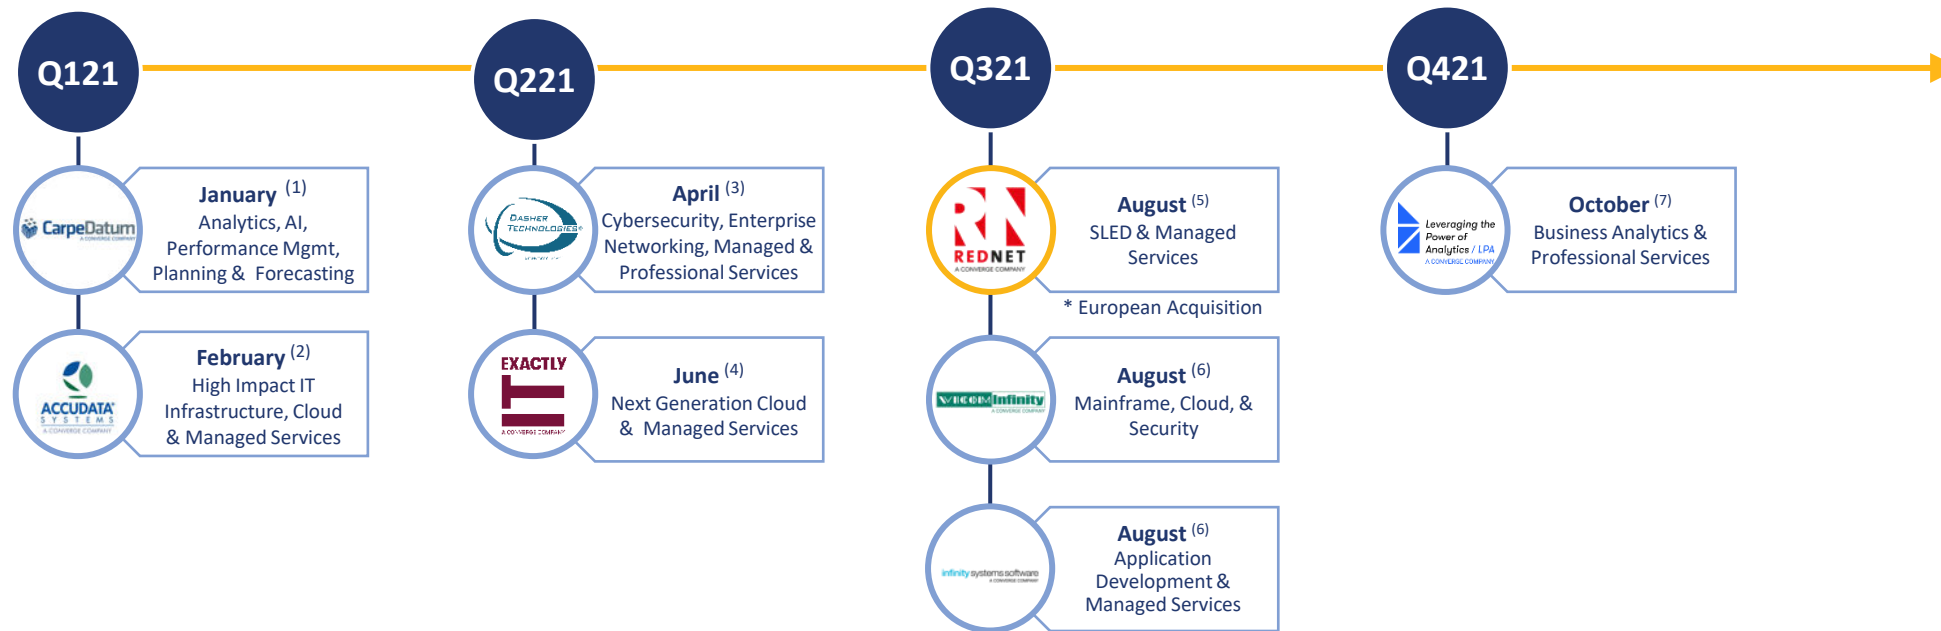 Q121
Q221
Q321
Q421
CarpeDatum
A CONVERGE COMPANY
January (1)
Analytics, AI,
Performance Mgmt,
Planning & Forecasting
ACCUDATA
SYSTEMS
A CONVERGE COMPANY
February (2)
High Impact IT
Infrastructure, Cloud
& Managed Services
DASHER
TECHNOLOGIES
April (3)
Cybersecurity, Enterprise
Networking, Managed &
Professional Services
EXACTLY
IT
A CONVERGE COMPANY
June (4)
Next Generation Cloud
& Managed Services
RN
REDNET
A CONVERGE COMPANY
August (5)
SLED & Managed
Services
* European Acquisition
WICOM Infinity
A CONVERGE COMPANY
August (6)
Mainframe, Cloud, &
Security
infinity systems software
A CONVERGE COMPANY
August (6)
Application
Development &
Managed Services
Leveraging the
Power of
Analytics / LPA
A CONVERGE COMPANY
October (7)
Business Analytics &
Professional Services